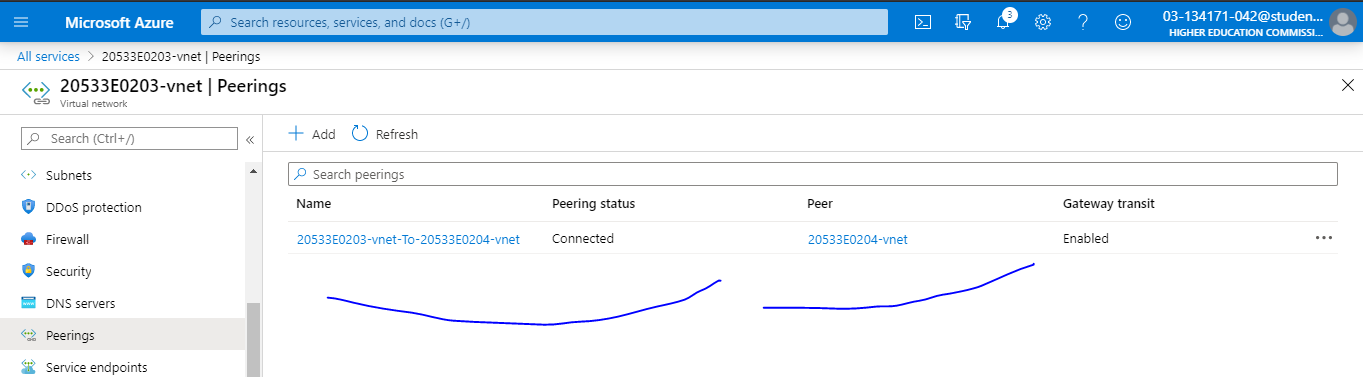 Microsoft Azure
Search resources, services, and docs (G+/)
3
03-134171-042@studen...
HIGHER EDUCATION COMMISSI...
All services > 20533E0203-vnet | Peerings
20533E0203-vnet | Peerings
Virtual network
Search (Ctrl+/)
Subnets
DDoS protection
Firewall
Security
DNS servers
Peerings
Service endpoints
Add Refresh
Search peerings
Name Peering status Peer Gateway transit
20533E0203-vnet-To-20533E0204-vnet Connected 20533E0204-vnet Enabled